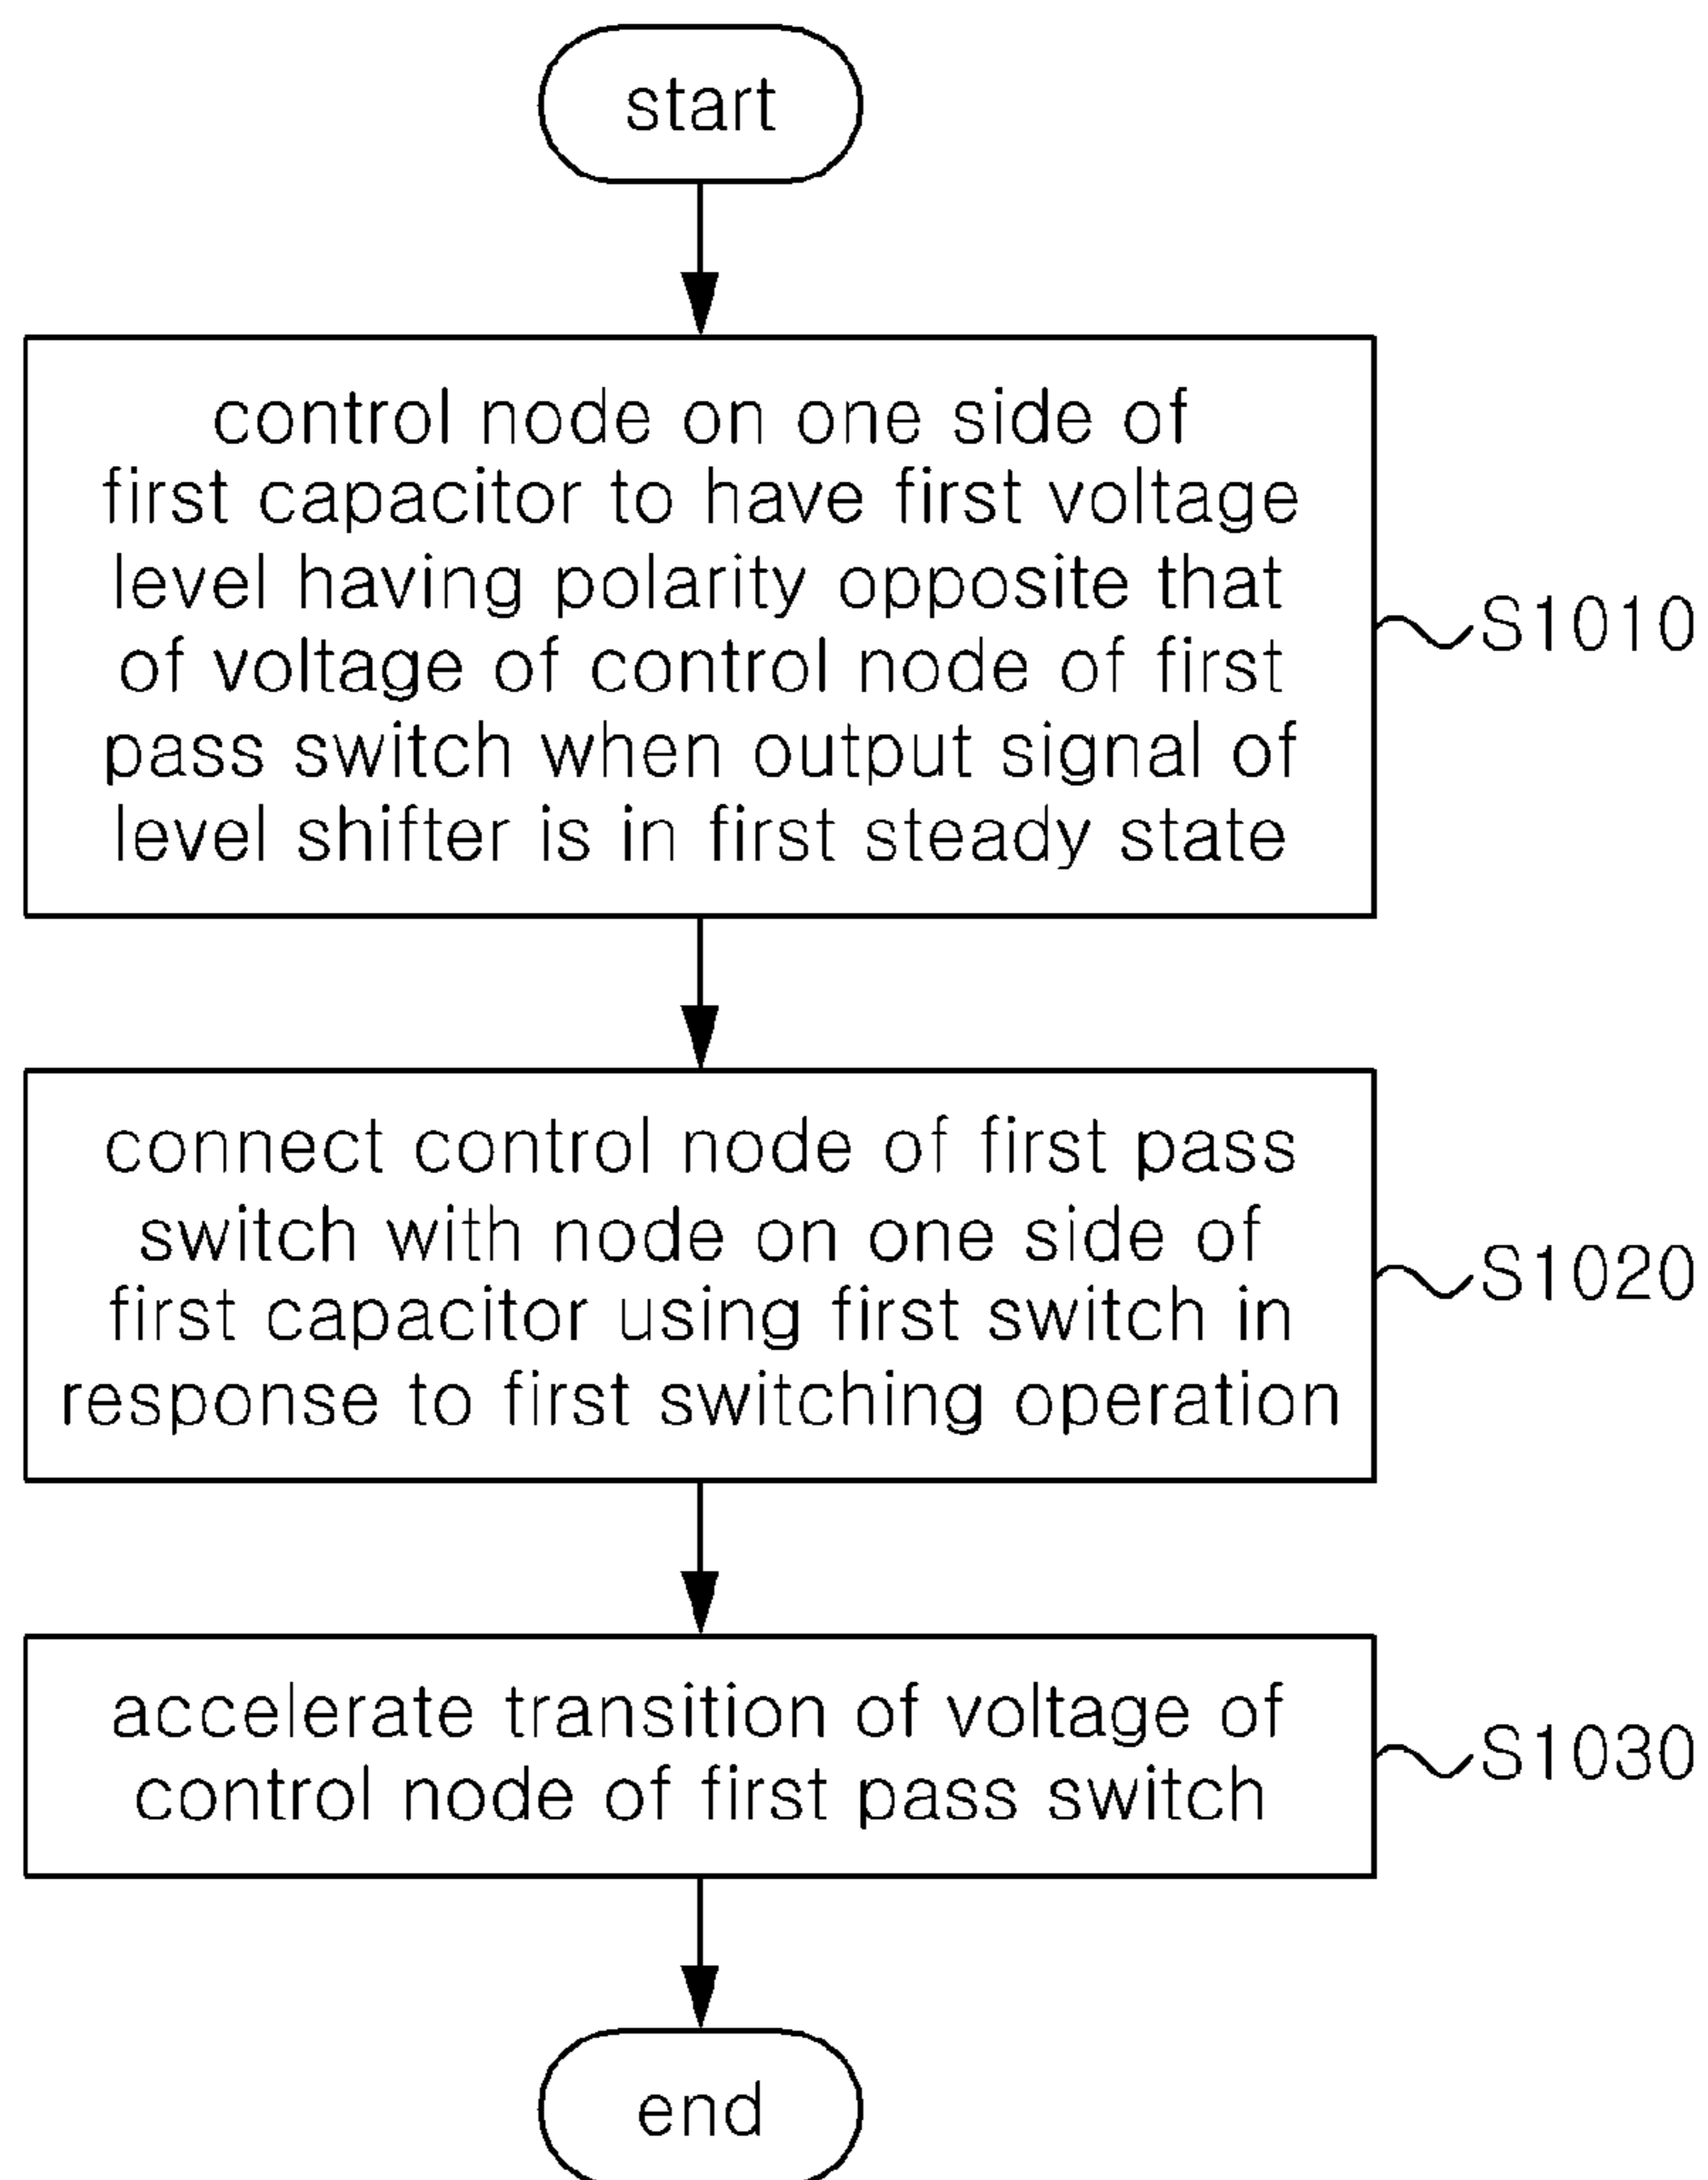 start
control node on one side of
first capacitor to have first voltage
level having polarity opposite that
of voltage of control node of first
pass switch when output signal of
level shifter is in first steady state
S1010
connect control node of first pass
switch with node on one side of
first capacitor using first switch in
response to first switching operation
S1020
accelerate transition of voltage of
control node of first pass switch
S1030
end